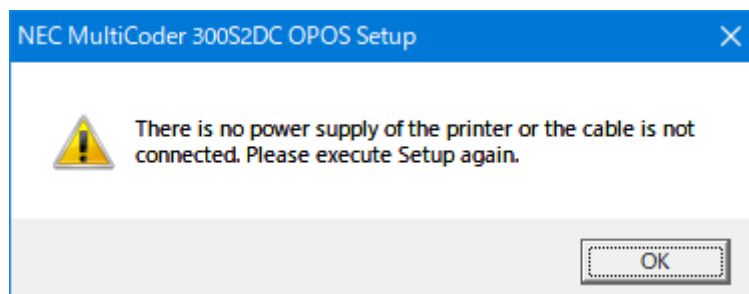 NEC MultiCoder 300S2DC OPOS Setup
There is no power supply of the printer or the cable is not
connected. Please execute Setup again.
OK